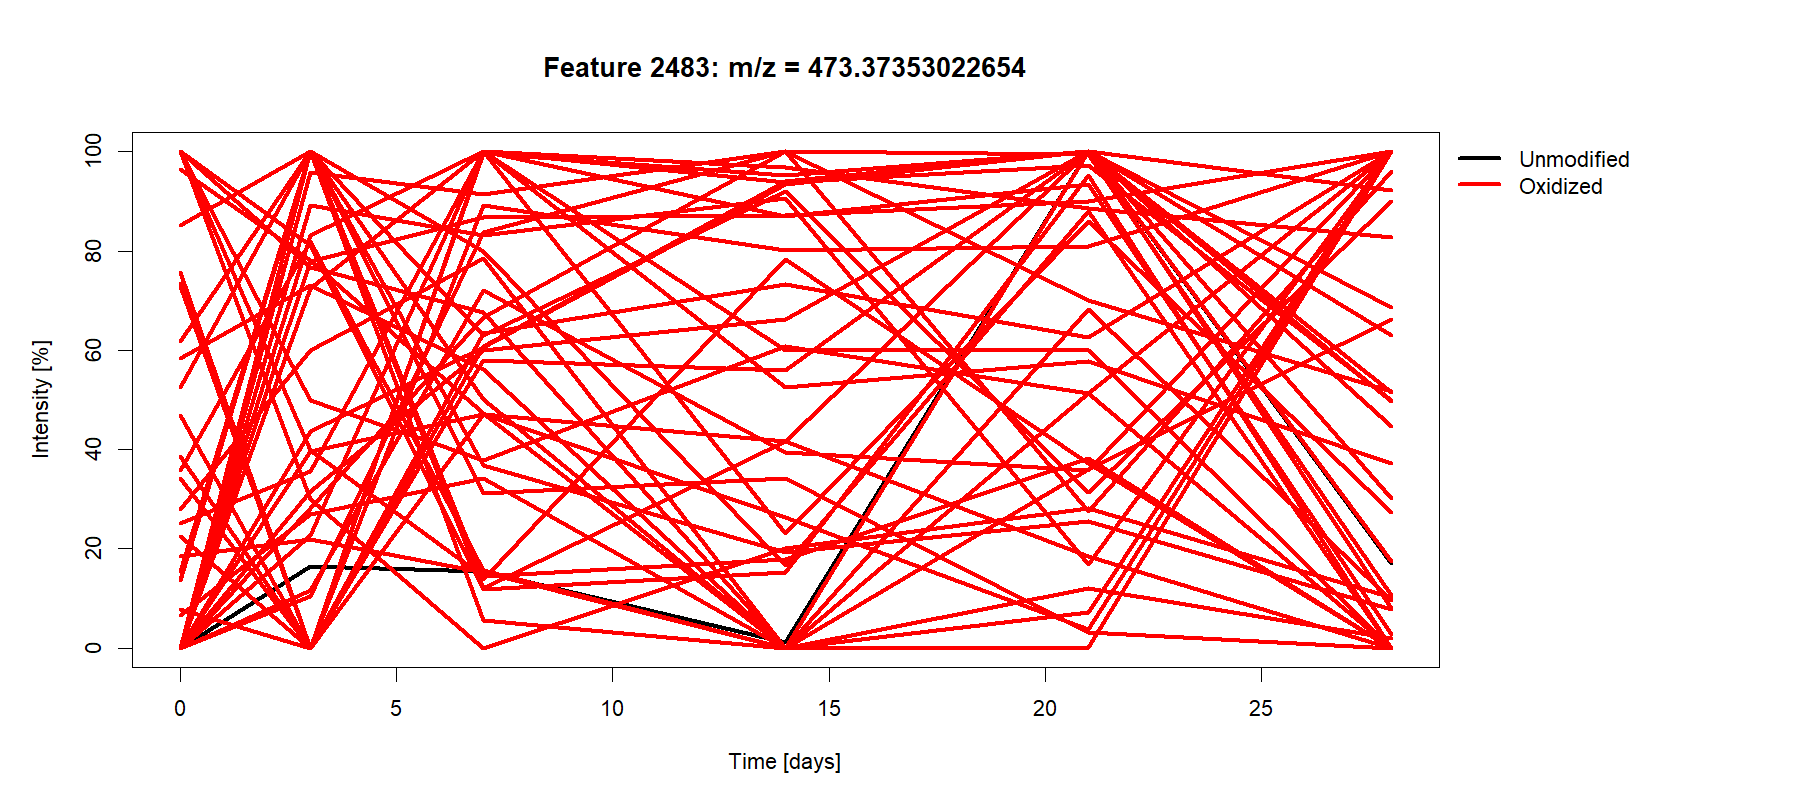 Feature 2483: m/z = 473.37353022654
Unmodified
Oxidized
Intensity [%]
100
80
60
40
20
0
0 5 10 15 20 25
Time [days]